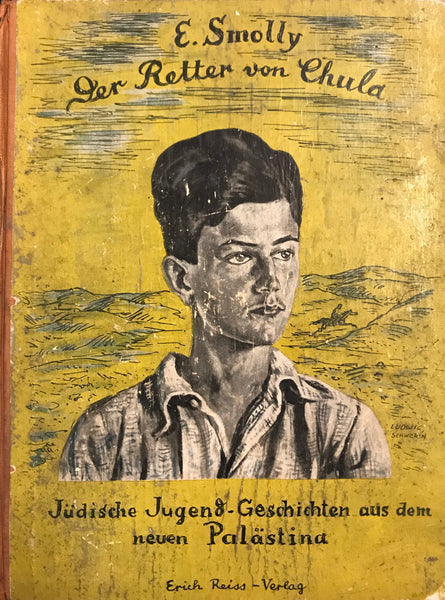 E. Smolly
Der Retter von Chula
LUDWIG
SCHWERIN
Jüdische Jugend-Geschichten aus dem
neuen Palästina
Erich Reiss-Verlag